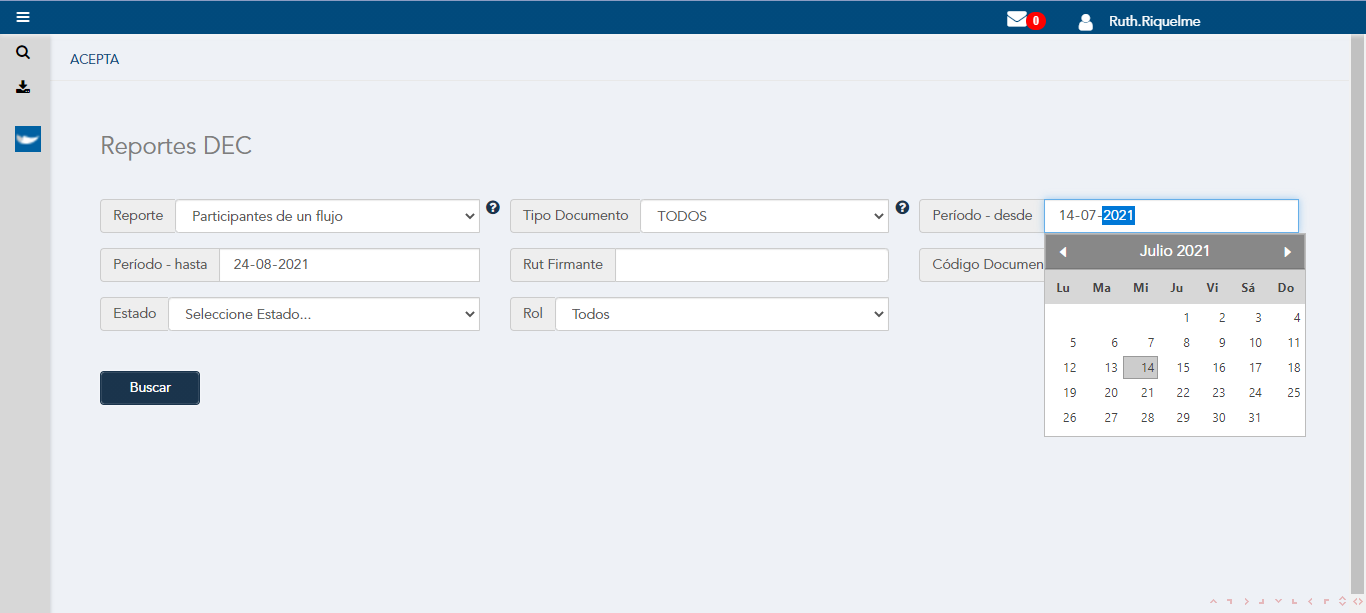 0 Ruth.Riquelme
ACEPTA
Reportes DEC
Reporte Participantes de un flujo Tipo Documento TODOS Período - desde 14-07-2021
Período - hasta 24-08-2021 Rut Firmante Código Documen
Estado Seleccione Estado... Rol Todos
Buscar
Julio 2021
Lu Ma Mi Ju Vi Sá Do
1 2 3 4
5 6 7 8 9 10 11
12 13 14 15 16 17 18
19 20 21 22 23 24 25
26 27 28 29 30 31